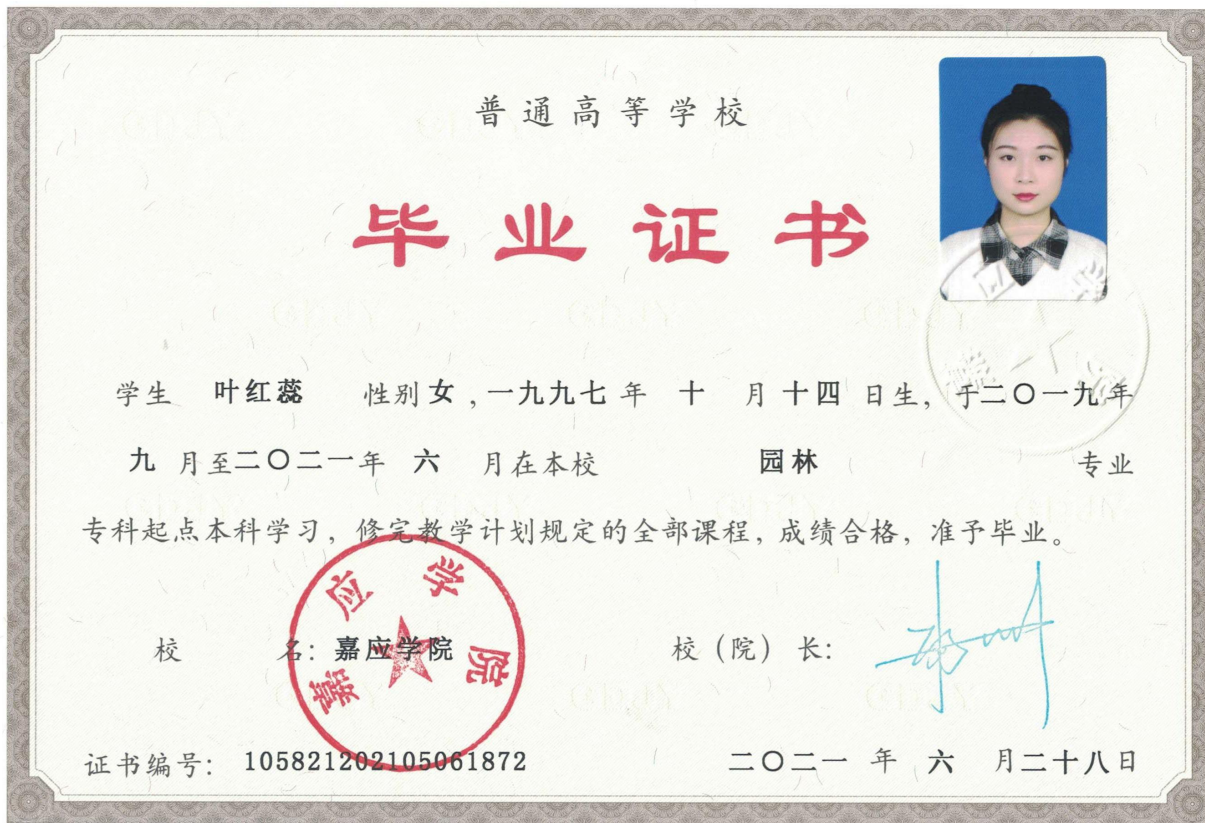 普通高等学校
毕业证书
学生 叶红蕊 性别 女 ,一九九七 年 十 月 十四 日生, 于二〇一九年
九 月至二〇二一年 六 月在本校 园林 专业
专科起点本科学习, 修完教学计划规定的全部课程, 成绩合格, 准予毕业。
校 名: 嘉应学院
嘉应学院
校 (院) 长:
证书编号: 105821202105061872
二〇二一 年 六 月二十八日